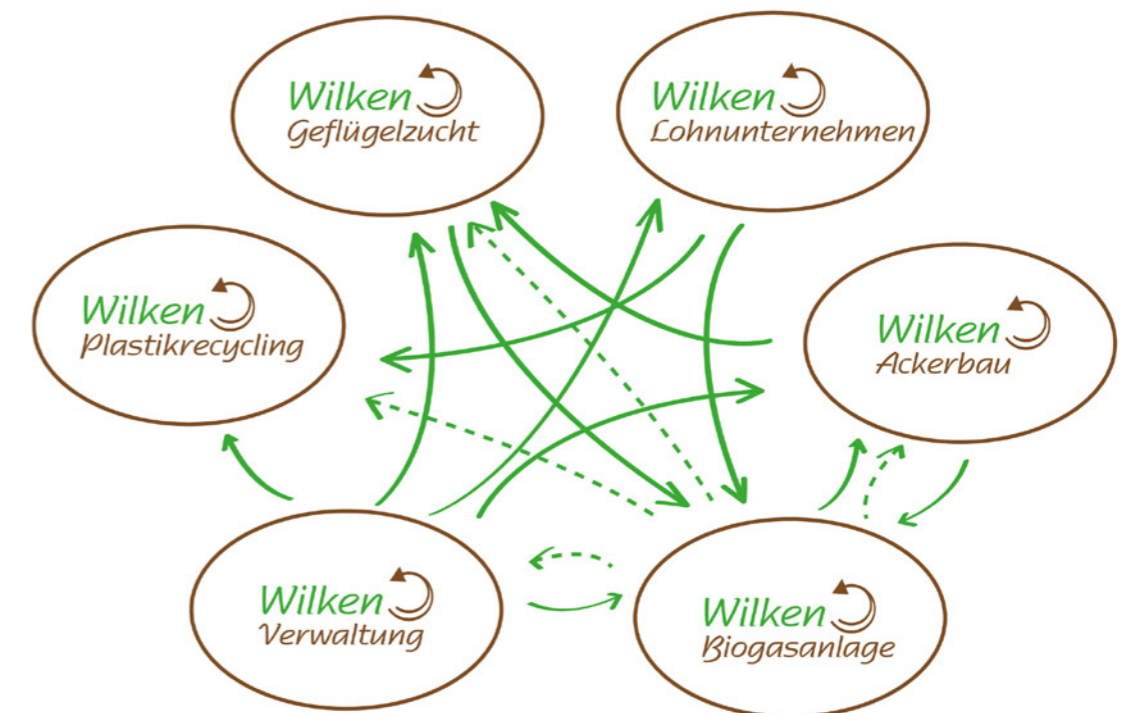 Wilken
Geflügelzucht
Wilken
Lohnunternehmen
Wilken
Plastikrecycling
Wilken
Ackerbau
Wilken
Verwaltung
Wilken
Biogasanlage